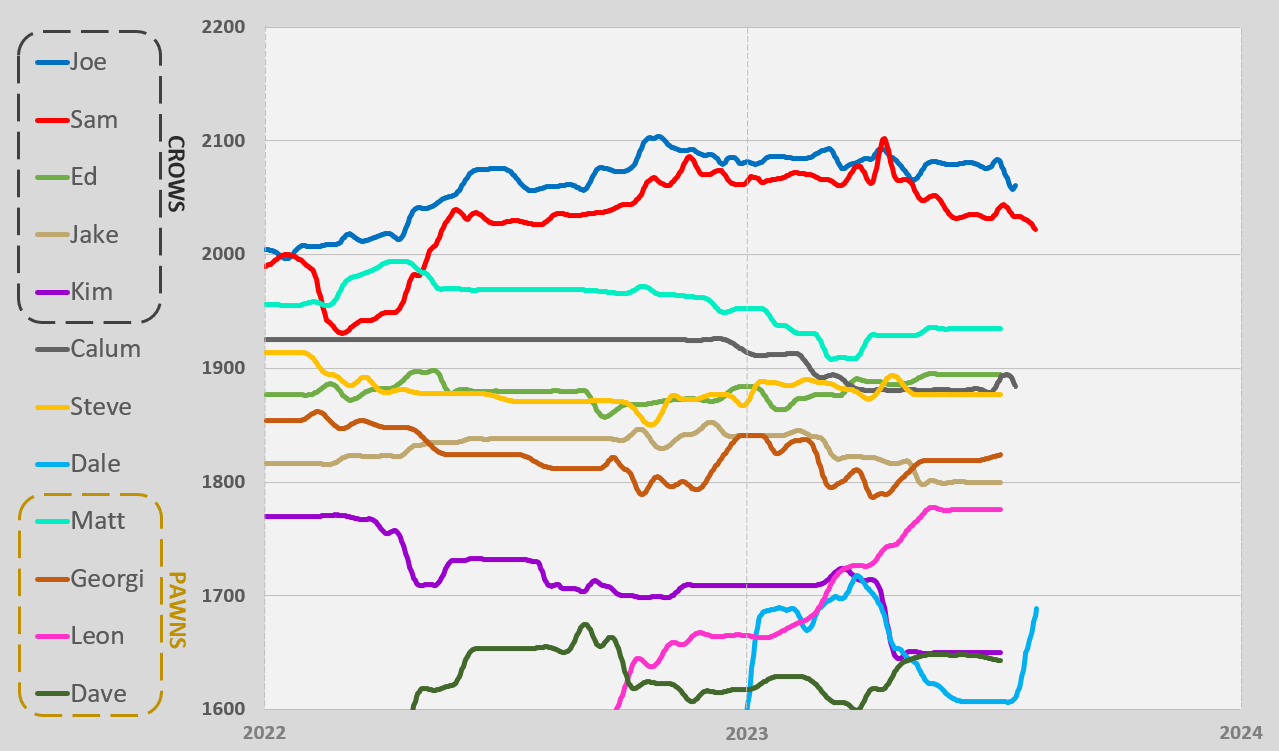 2200
2100
2000
1900
1800
1700
1600
2022
2023
2024
Joe
Sam
Ed
Jake
Kim
CROWS
Calum
Steve
Dale
Matt
Georgi
Leon
Dave
PAWNS